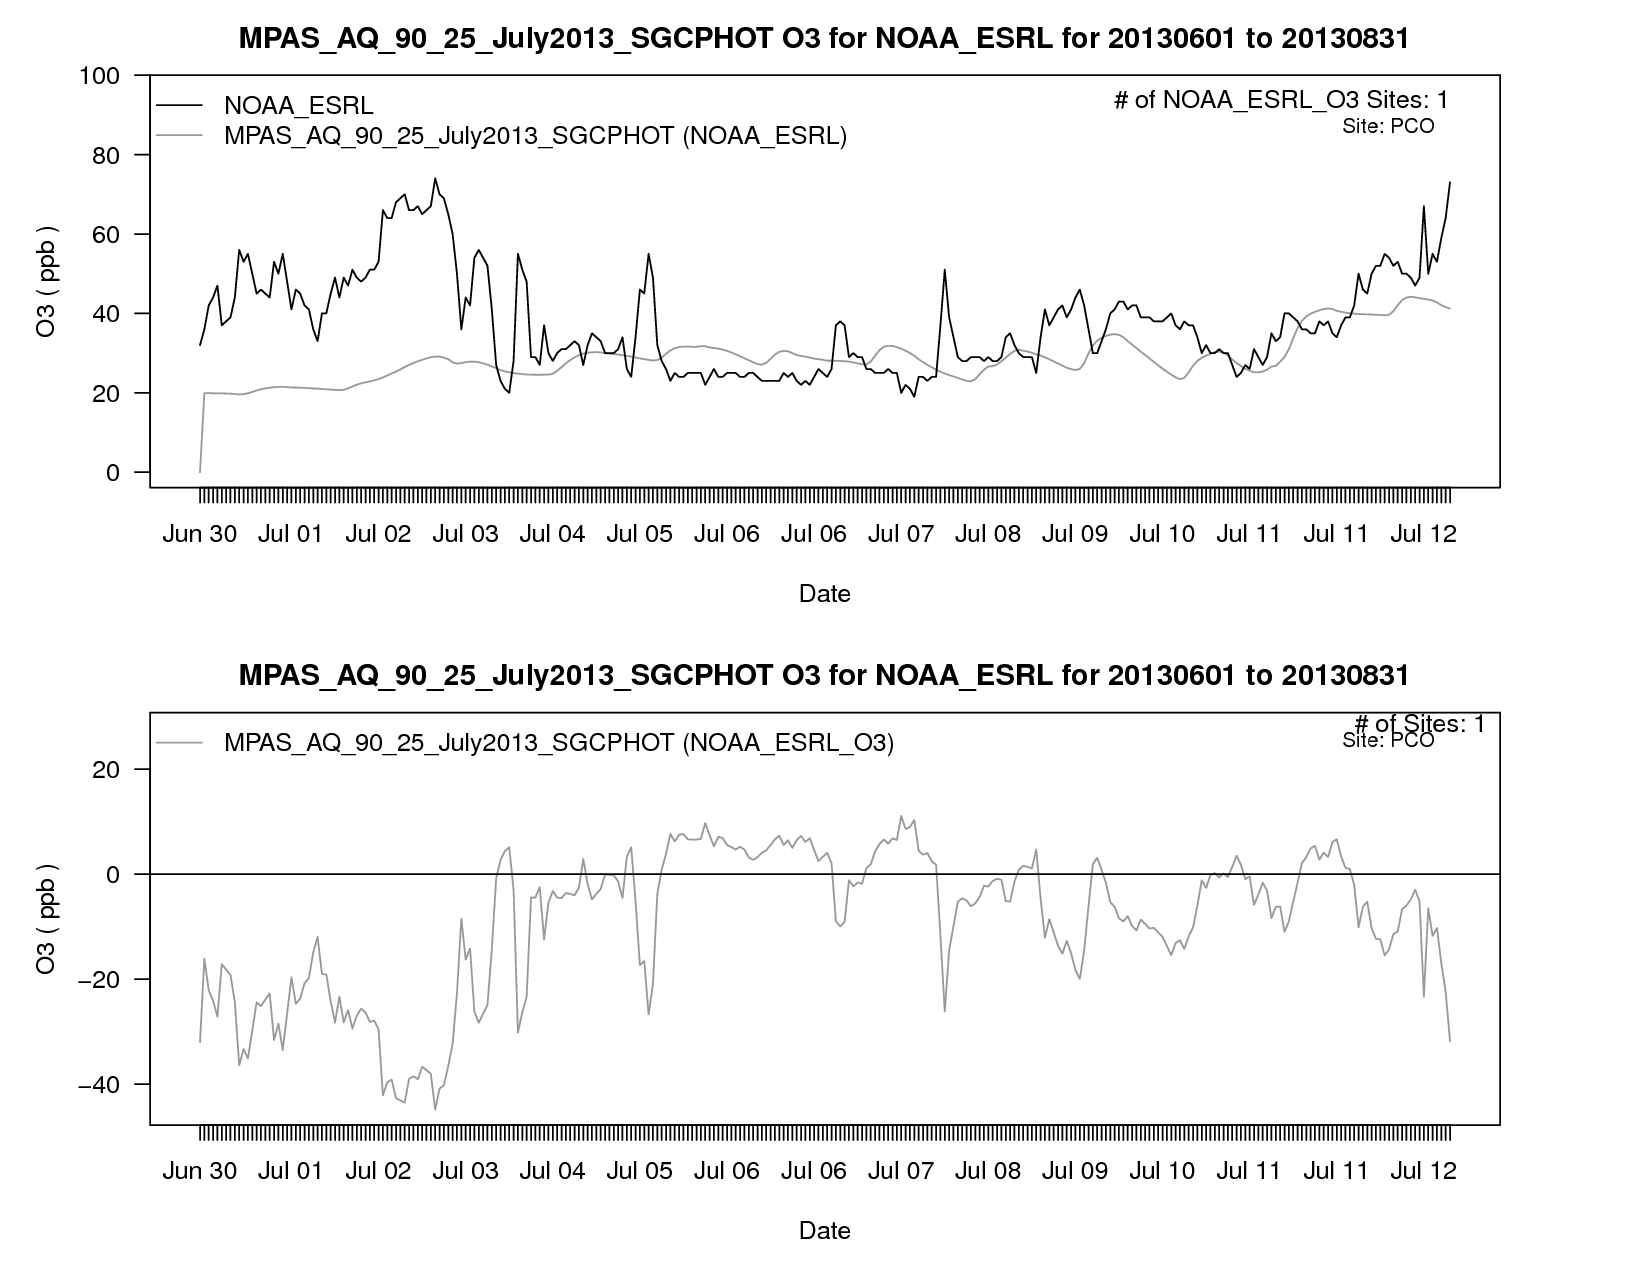 MPAS_AQ_90_25_July2013_SGCPHOT O3 for NOAA_ESRL for 20130601 to 20130831
100
80
60
40
20
0
O3 ( ppb )
NOAA_ESRL
MPAS_AQ_90_25_July2013_SGCPHOT (NOAA_ESRL)
# of NOAA_ESRL_O3 Sites: 1
Site: PCO
Jun 30 Jul 01 Jul 02 Jul 03 Jul 04 Jul 05 Jul 06 Jul 06 Jul 07 Jul 08 Jul 09 Jul 10 Jul 11 Jul 11 Jul 12
Date
MPAS_AQ_90_25_July2013_SGCPHOT O3 for NOAA_ESRL for 20130601 to 20130831
# of Sites: 1
Site: PCO
MPAS_AQ_90_25_July2013_SGCPHOT (NOAA_ESRL_O3)
20
0
−20
−40
O3 ( ppb )
Jun 30 Jul 01 Jul 02 Jul 03 Jul 04 Jul 05 Jul 06 Jul 06 Jul 07 Jul 08 Jul 09 Jul 10 Jul 11 Jul 11 Jul 12
Date